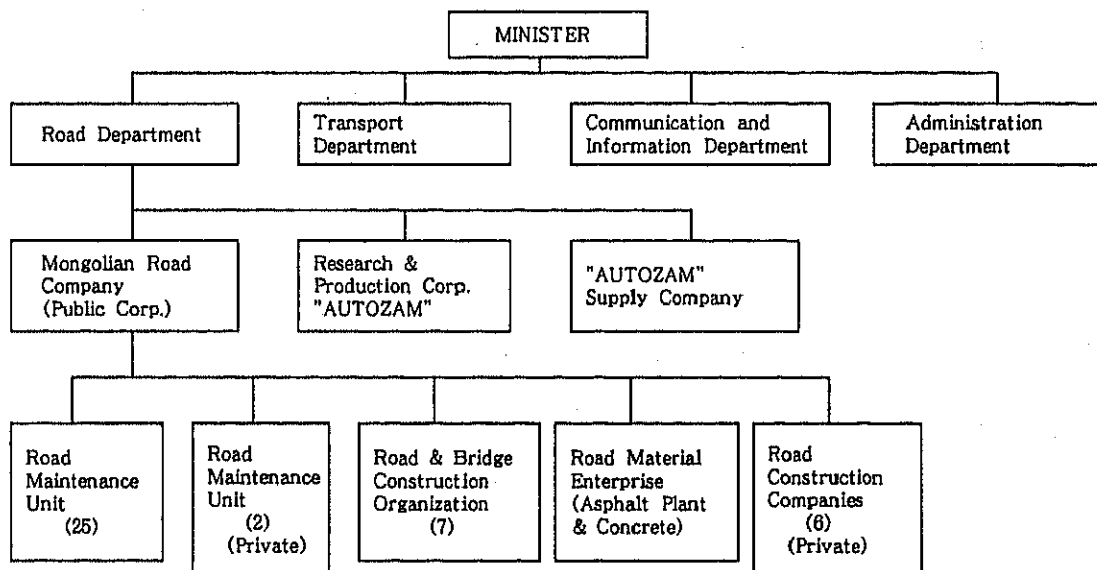 MINISTER
Road Department
Transport
Department
Communication and
Information Department
Administration
Department
Mongolian Road
Company
(Public Corp.)
Research &
Production Corp.
"AUTOZAM"
"AUTOZAM"
Supply Company
Road
Maintenance
Unit
(25)
Road
Maintenance
Unit
(2)
(Private)
Road & Bridge
Construction
Organization
(7)
Road Material
Enterprise
(Asphalt Plant
& Concrete)
Road
Construction
Companies
(6)
(Private)